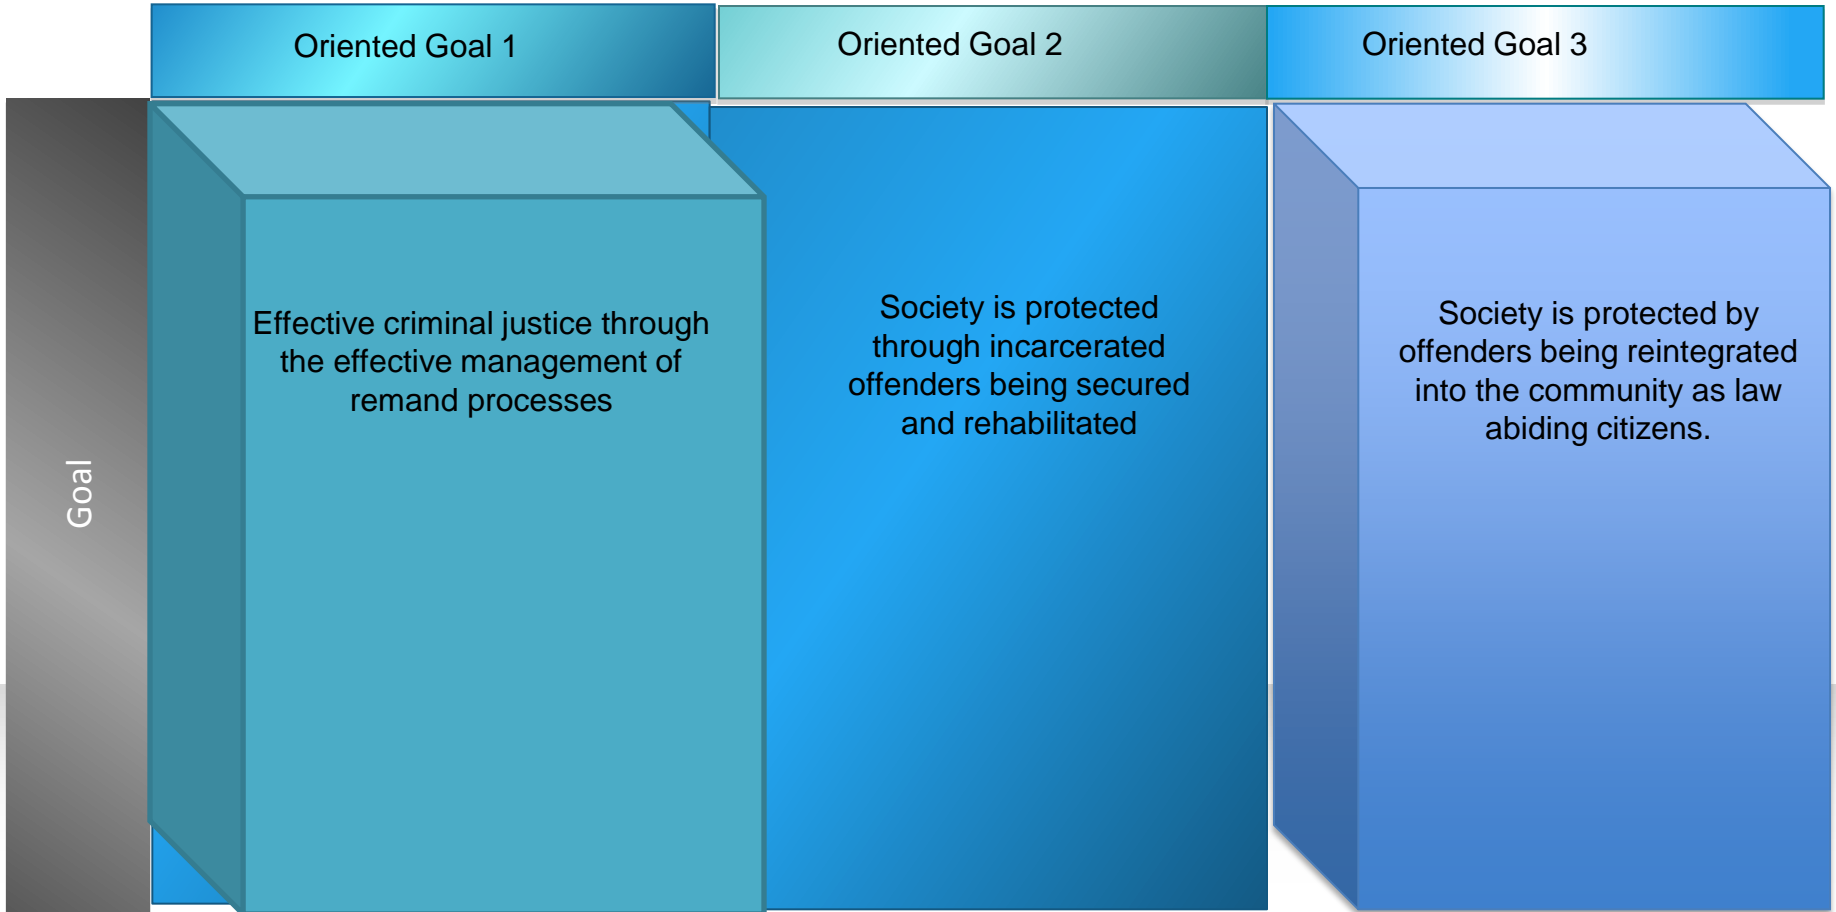 Oriented Goal 1
Oriented Goal 2
Oriented Goal 3
Goal
Effective criminal justice through
the effective management of
remand processes
Society is protected
through incarcerated
offenders being secured
and rehabilitated
Society is protected by
offenders being reintegrated
into the community as law
abiding citizens.